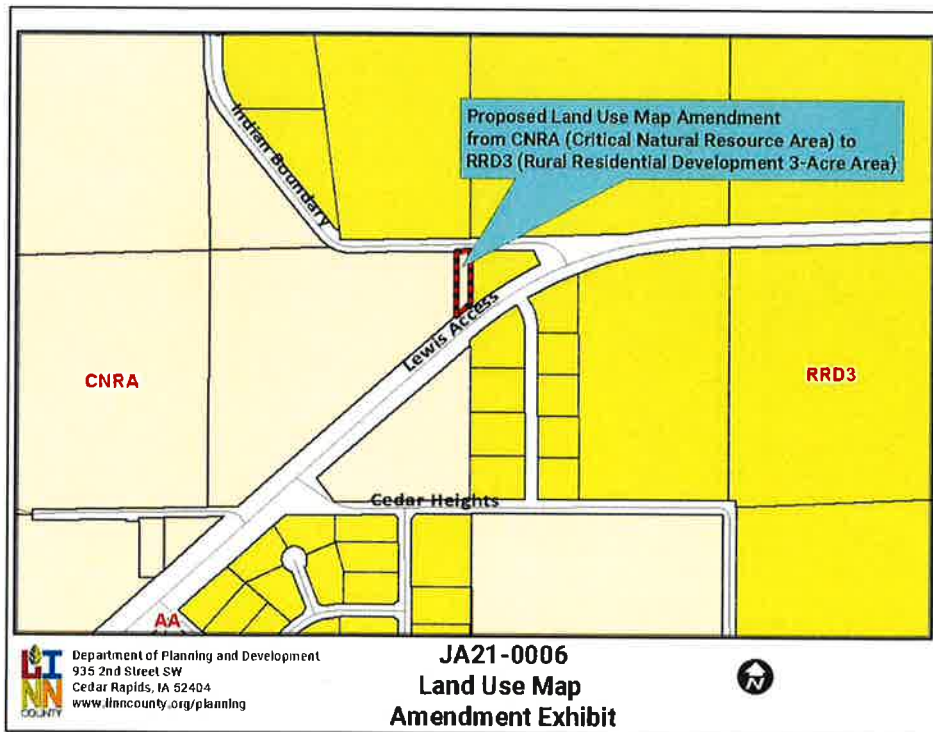 Indian Boundary
Proposed Land Use Map Amendment
from CNRA (Critical Natural Resource Area) to
RRD3 (Rural Residential Development 3-Acre Area)
Lewis Access
CNRA
RRD3
Cedar Heights
AA
LINN
COUNTY
Department of Planning and Development
935 2nd Street SW
Cedar Rapids, IA 52404
www.linncounty.org/planning
JA21-0006
Land Use Map
Amendment Exhibit
N